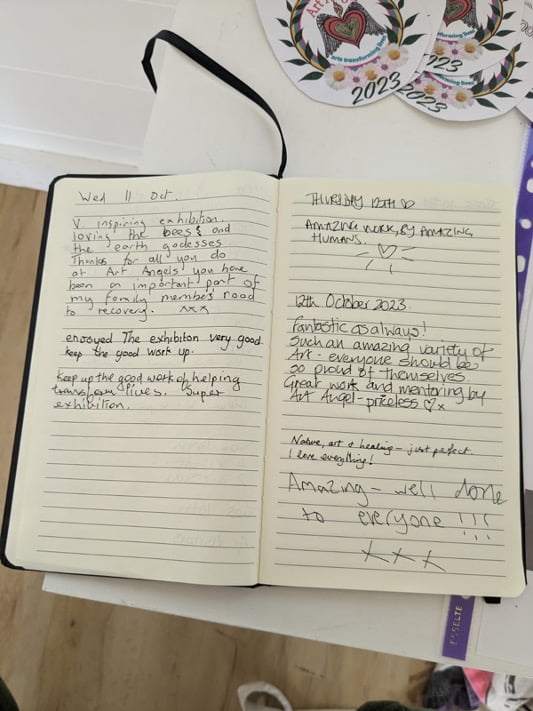 Art
arts transforming lives
2023
transforming lives
2023
transforming lives
2023
Wed 11 Oct.
V inspiring exhibition.
loving the bees & and
the earth godesses.
Thanks for all you do
at Art Angels you have
been an important part of
my family members road
to recovery. xxx
enjoyed The exhibiton very good.
keep the good work up.
Keep up the good work of helping
transform lives. Super
exhibition.
THURSDAY 12TH
AMAZING WORK, BY AMAZING
HUMANS.
12th October 2023.
Fantastic as always!
Such an amazing variety of
Art - everyone should be
so proud of themselves.
Great work and mentoring by
Art Angel - priceless ♡x
Nature, art & healing - just perfect.
I love everything!
Amazing - well done
to everyone !!!
x x x
ESSELTE